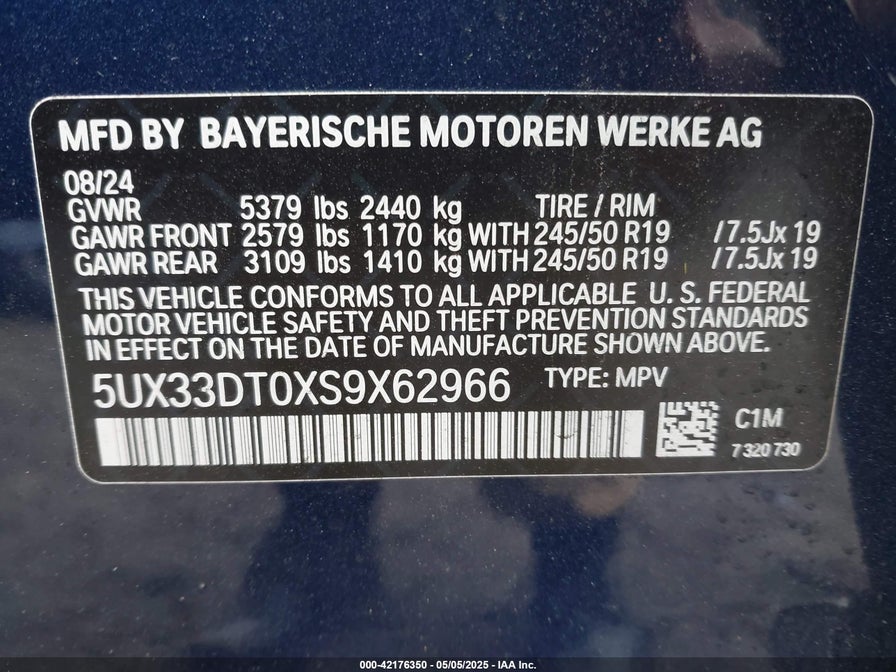 MFD BY BAYERISCHE MOTOREN WERKE AG
08/24
GVWR 5379 lbs 2440 kg TIRE / RIM
GAWR FRONT 2579 lbs 1170 kg WITH 245/50 R19 / 7.5Jx 19
GAWR REAR 3109 lbs 1410 kg WITH 245/50 R19 / 7.5Jx 19
THIS VEHICLE CONFORMS TO ALL APPLICABLE U. S. FEDERAL
MOTOR VEHICLE SAFETY AND THEFT PREVENTION STANDARDS
IN EFFECT ON THE DATE OF MANUFACTURE SHOWN ABOVE.
5UX33DT0XS9X62966 TYPE: MPV
C1M
7 320 730
000-42176350 - 05/05/2025 - IAA Inc.